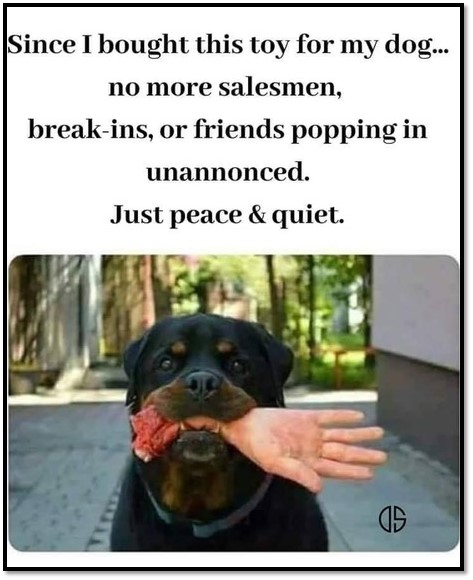 Since I bought this toy for my dog...
no more salesmen,
break-ins, or friends popping in
unannonced.
Just peace & quiet.